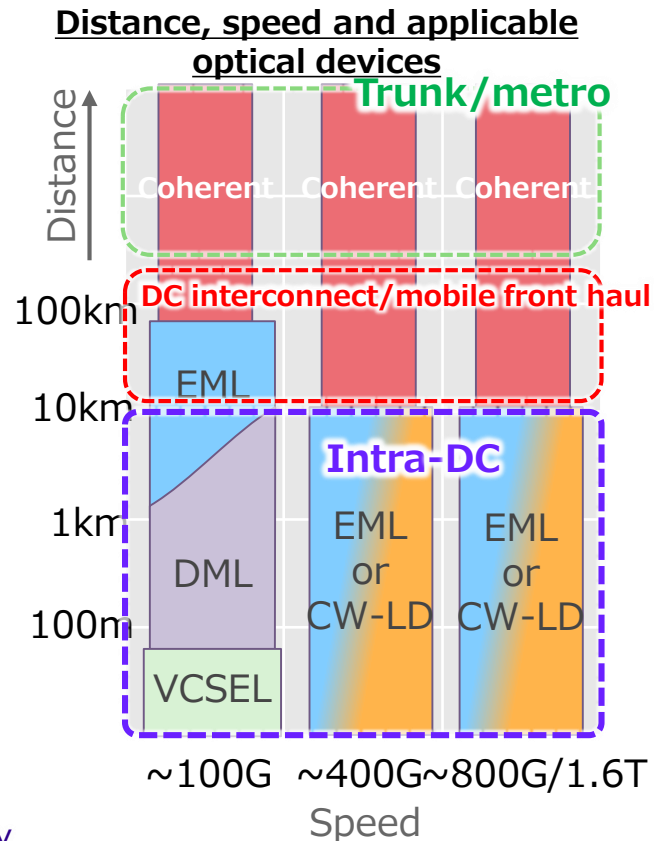 Distance, speed and applicable
optical devices
Trunk/metro
Distance
Coherent Coherent Coherent
DC interconnect/mobile front haul
100km
EML
10km
Intra-DC
1km
EML
or
CW-LD
EML
or
CW-LD
DML
100m
VCSEL
~100G ~400G ~800G/1.6T
Speed